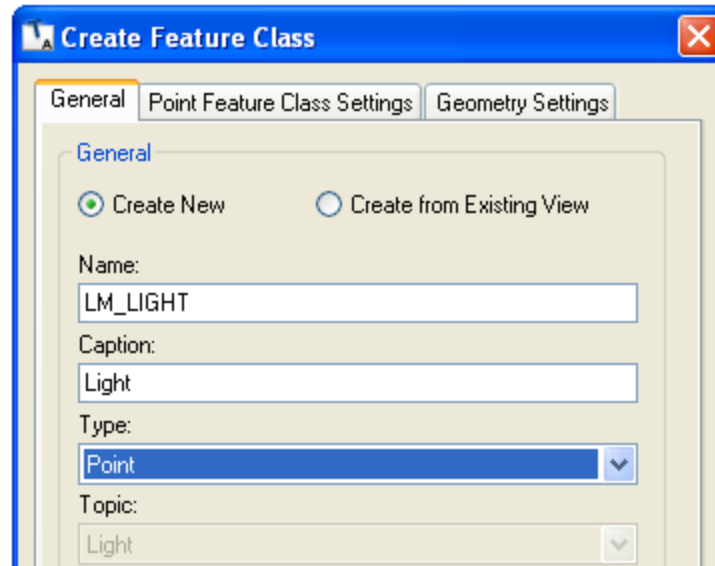 Create Feature Class
General Point Feature Class Settings Geometry Settings
General
Create New Create from Existing View
Name:
LM_LIGHT
Caption:
Light
Type:
Point
Topic:
Light